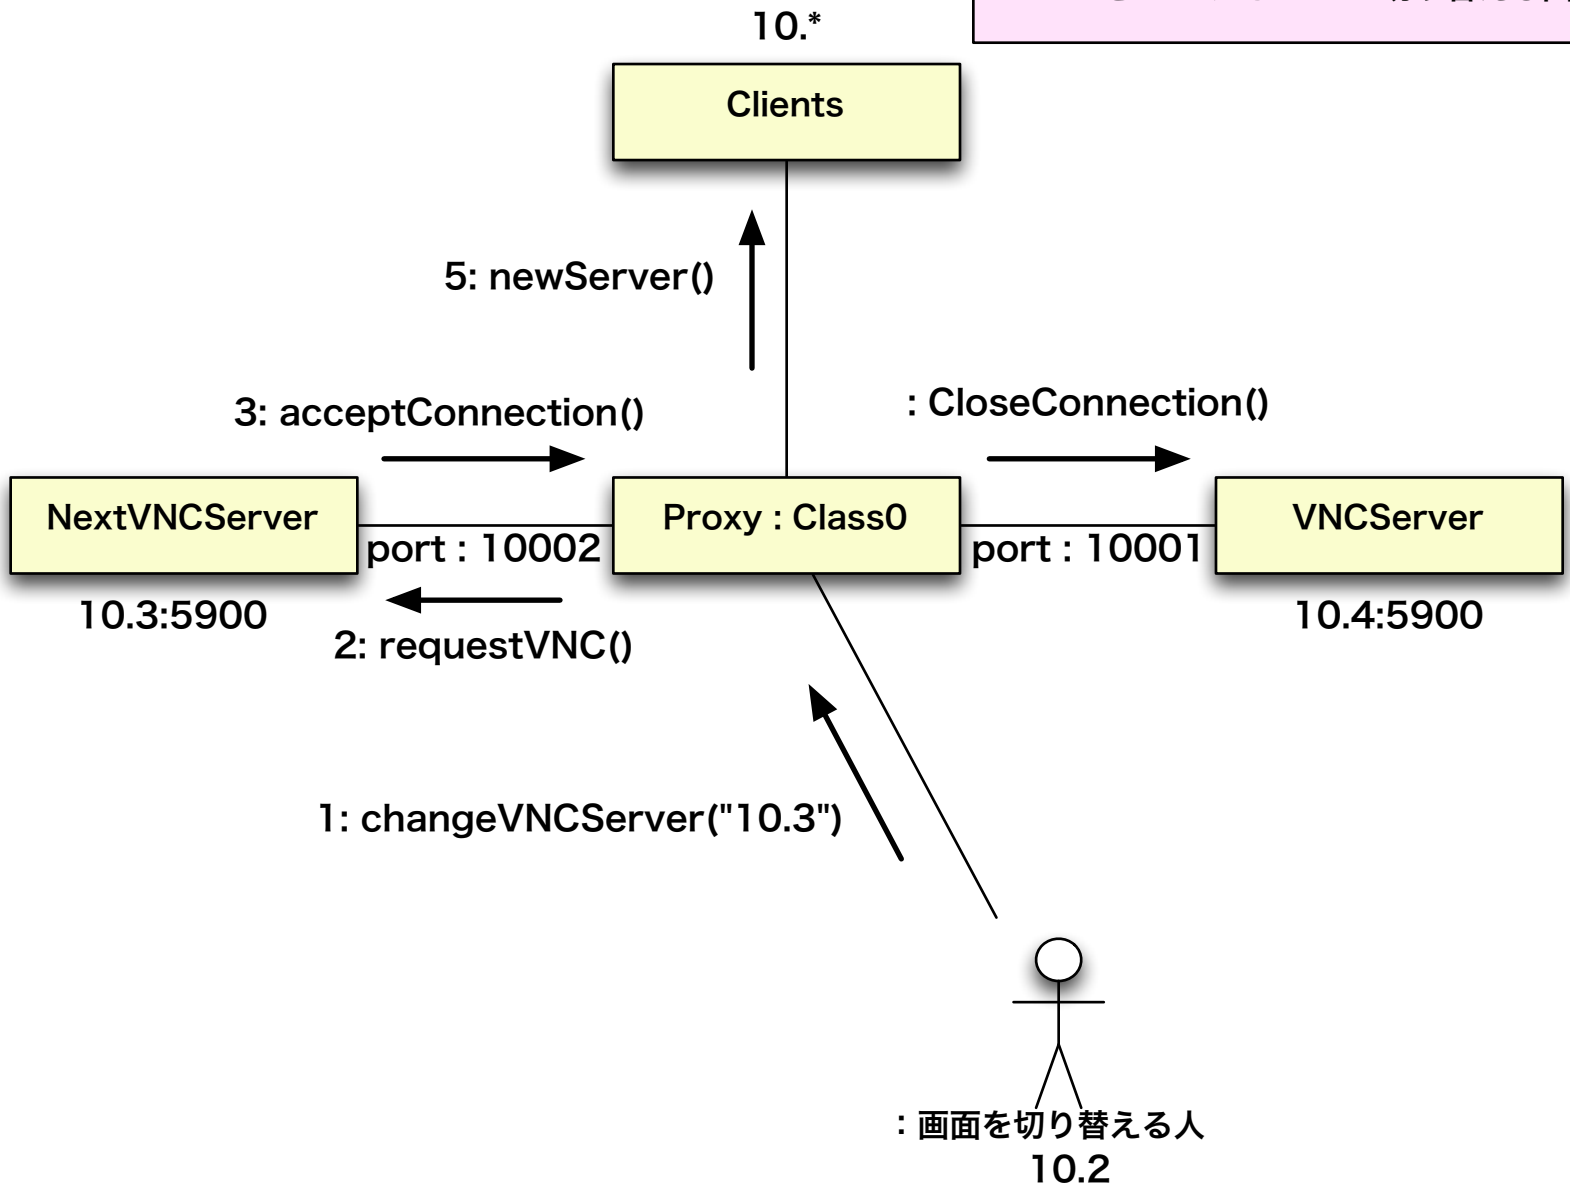 10.*
Clients
5: newServer()
3: acceptConnection()
: CloseConnection()
NextVNCServer
Proxy : Class0
VNCServer
port : 10002
port : 10001
10.3:5900
10.4:5900
2: requestVNC()
1: changeVNCServer("10.3")
: 画面を切り替える人
10.2